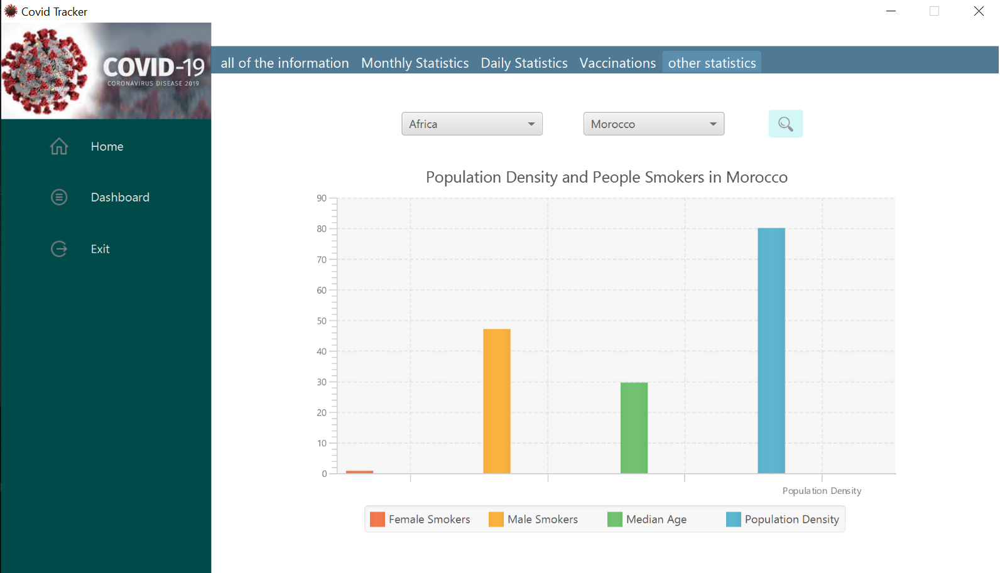 Covid Tracker
COVID-19
CORONAVIRUS DISEASE 2019
all of the information Monthly Statistics Daily Statistics Vaccinations other statistics
Home
Dashboard
Exit
Africa Morocco
Population Density and People Smokers in Morocco
90
80
70
60
50
40
30
20
10
0
Population Density
Female Smokers Male Smokers Median Age Population Density